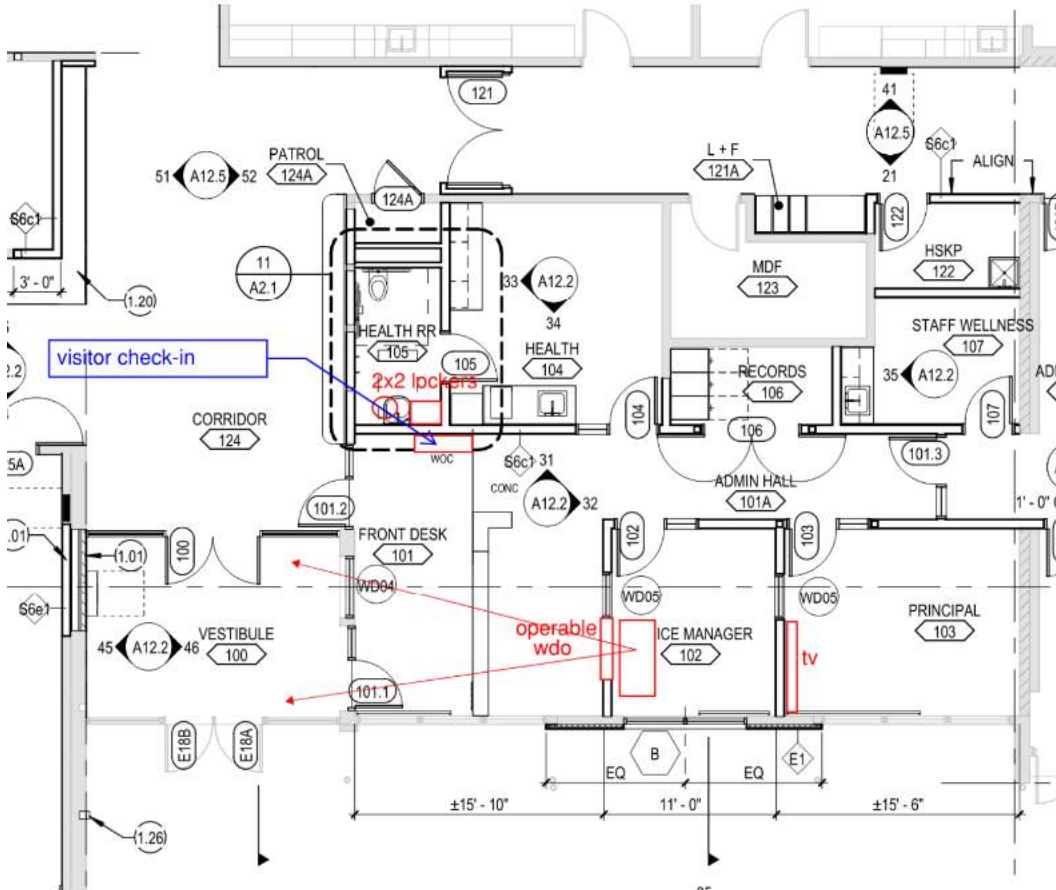 121
41
A12.5
21
S6c1
ALIGN
PATROL
124A
L + F
121A
51 A12.5 52
124A
S6c1
122
HSKP
122
3' - 0"
(1.20)
11
A2.1
33 A12.2
34
MDF
123
HEALTH RR
105
visitor check-in
105
HEALTH
104
STAFF WELLNESS
107
35 A12.2
RECORDS
106
2x2 lpckers
CORRIDOR
124
104
106
107
WOC
S6c1
31
CONC
A12.2 32
101.3
ADMIN HALL
101A
5A
101.2
1' - 0"
FRONT DESK
101
100
102
103
.01)
(1.01)
WD04
WD05
WD05
S6e1
VESTIBULE
100
45 A12.2 46
operable
wdo
ICE MANAGER
102
PRINCIPAL
103
tv
101.1
E18B
E18A
B
E1
EQ
EQ
±15' - 10"
11' - 0"
±15' - 6"
(1.26)